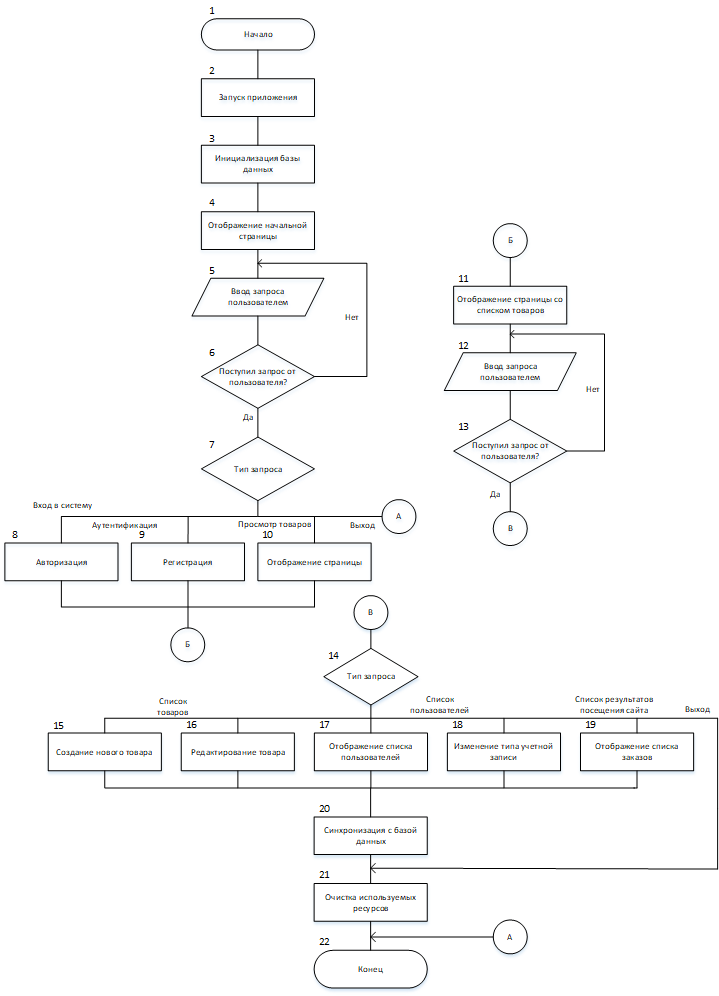 1
Начало
2
Запуск приложения
3
Инициализация базы
данных
4
Отображение начальной
страницы
5
Ввод запроса
пользователем
Нет
6
Поступил запрос от
пользователя?
Да
7
Тип запроса
Вход в систему
Аутентификация
Просмотр товаров
Выход
А
8
Авторизация
9
Регистрация
10
Отображение страницы
Б
Б
11
Отображение страницы со
списком товаров
12
Ввод запроса
пользователем
Нет
13
Поступил запрос от
пользователя?
Да
В
В
14
Тип запроса
Список
товаров
Список
пользователей
Список результатов
посещения сайта
Выход
15
Создание нового товара
16
Редактирование товара
17
Отображение списка
пользователей
18
Изменение типа учетной
записи
19
Отображение списка
заказов
20
Синхронизация с базой
данных
21
Очистка используемых
ресурсов
А
22
Конец